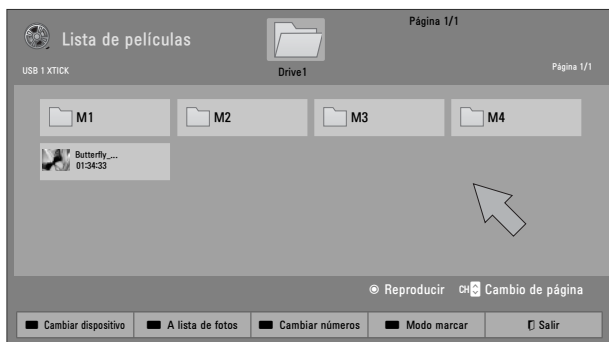 Página 1/1
Lista de películas
USB 1 XTICK
Drive1
Página 1/1
M1
M2
M3
M4
Butterfly_...
01:34:33
Reproducir
CH Cambio de página
Cambiar dispositivo
A lista de fotos
Cambiar números
Modo marcar
Salir